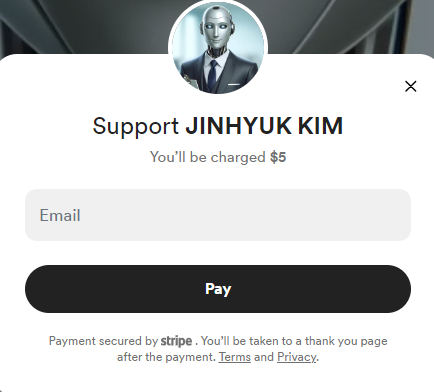 Support JINHYUK KIM
You'll be charged $5
Email
Pay
Payment secured by stripe . You'll be taken to a thank you page
after the payment. Terms and Privacy.